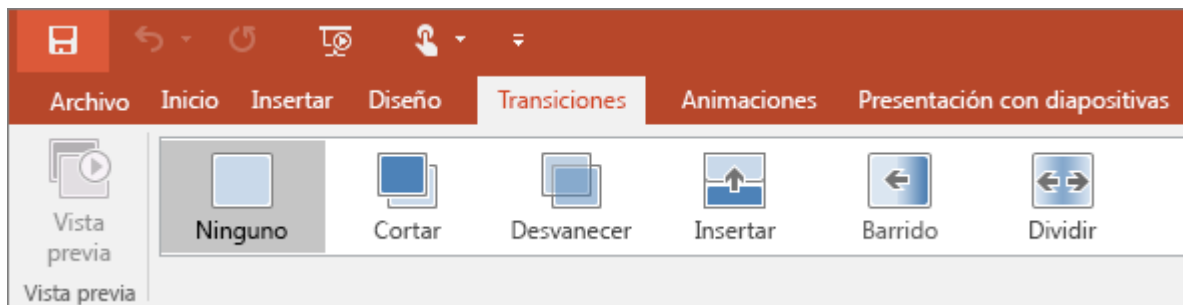 Archivo Inicio Insertar Diseño Transiciones Animaciones Presentación con diapositivas
Vista
previa
Ninguno Cortar Desvanecer Insertar Barrido Dividir
Vista previa